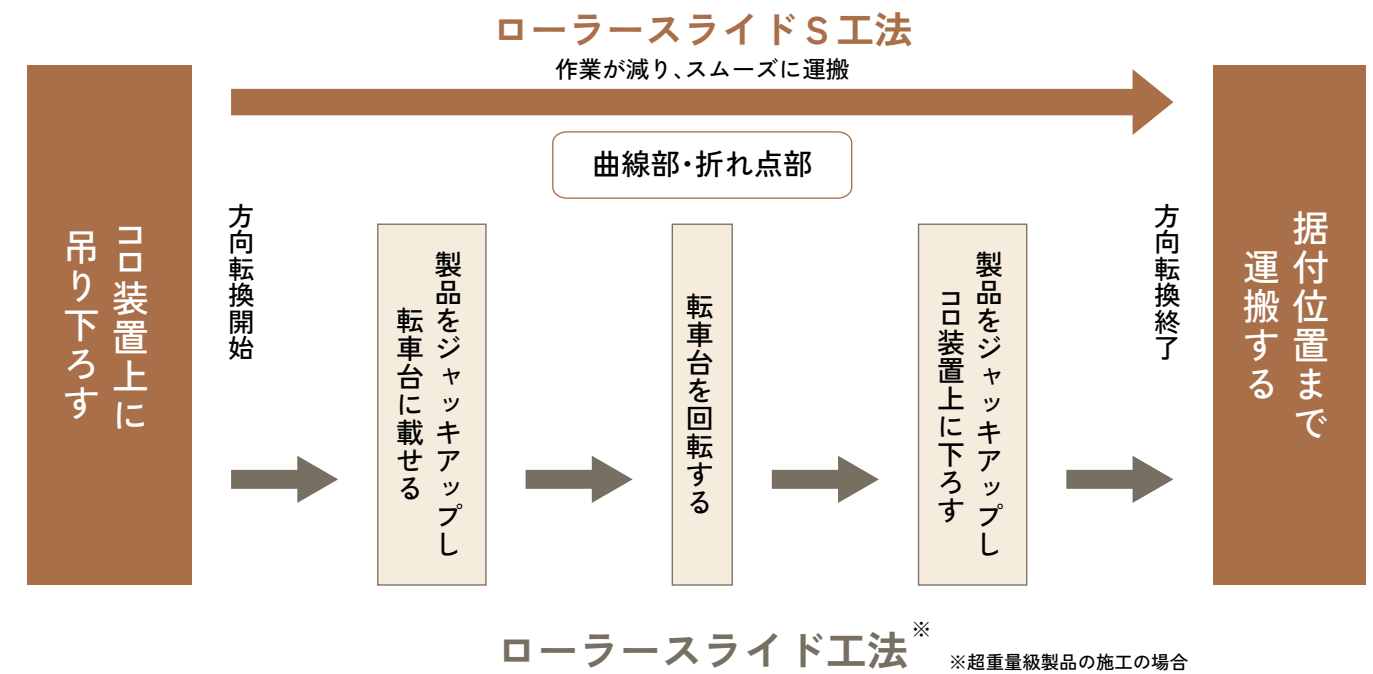 ローラースライドS工法
作業が減り、スムーズに運搬
曲線部・折れ点部
コロ装置上に
吊り下ろす
方向転換開始
製品をジャッキアップし
転車台に載せる
転車台を回転する
製品をジャッキアップし
コロ装置上に下ろす
方向転換終了
据付位置まで
運搬する
ローラースライド工法※
※超重量級製品の施工の場合